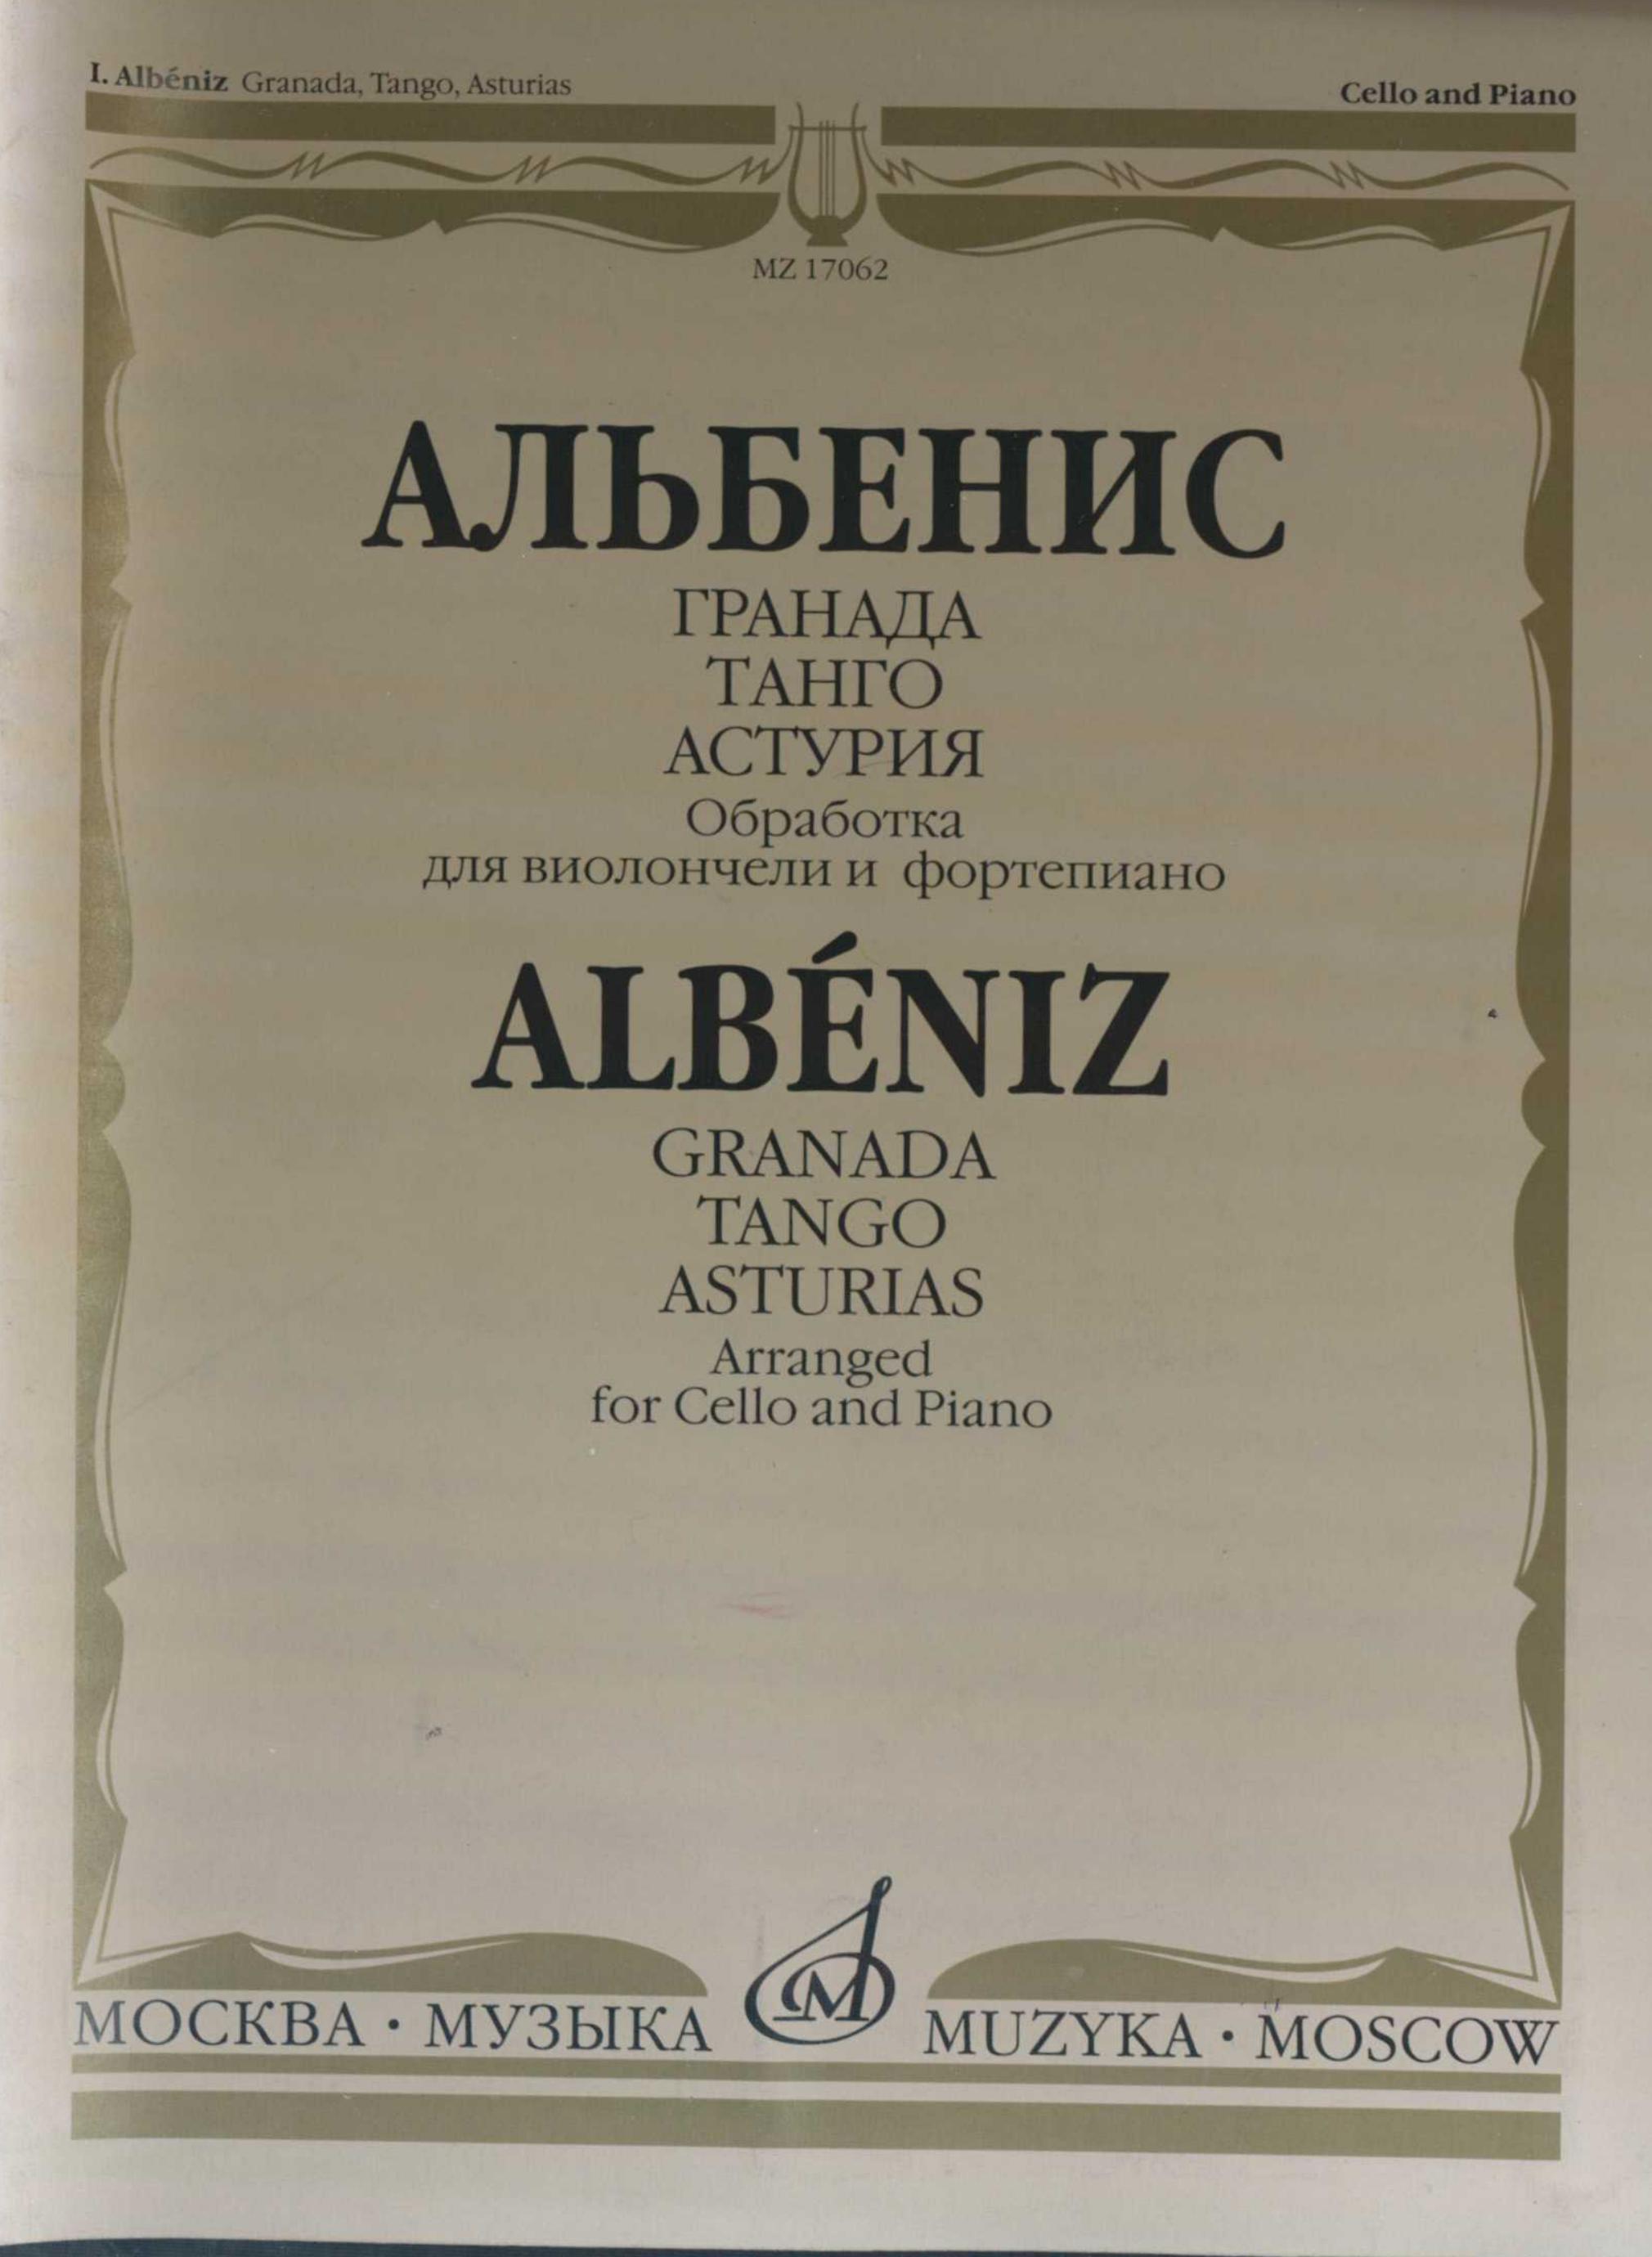 I. Albéniz Granada, Tango, Asturias
Cello and Piano
MZ 17062
АЛЬБЕНИС
ГРАНАДА
ТАНГО
АСТУРИЯ
Обработка
для виолончели и фортепиано
ALBÉNIZ
GRANADA
TANGO
ASTURIAS
Arranged
for Cello and Piano
М
МОСКВА · МУЗЫКА
MUZYKA · MOSCOW